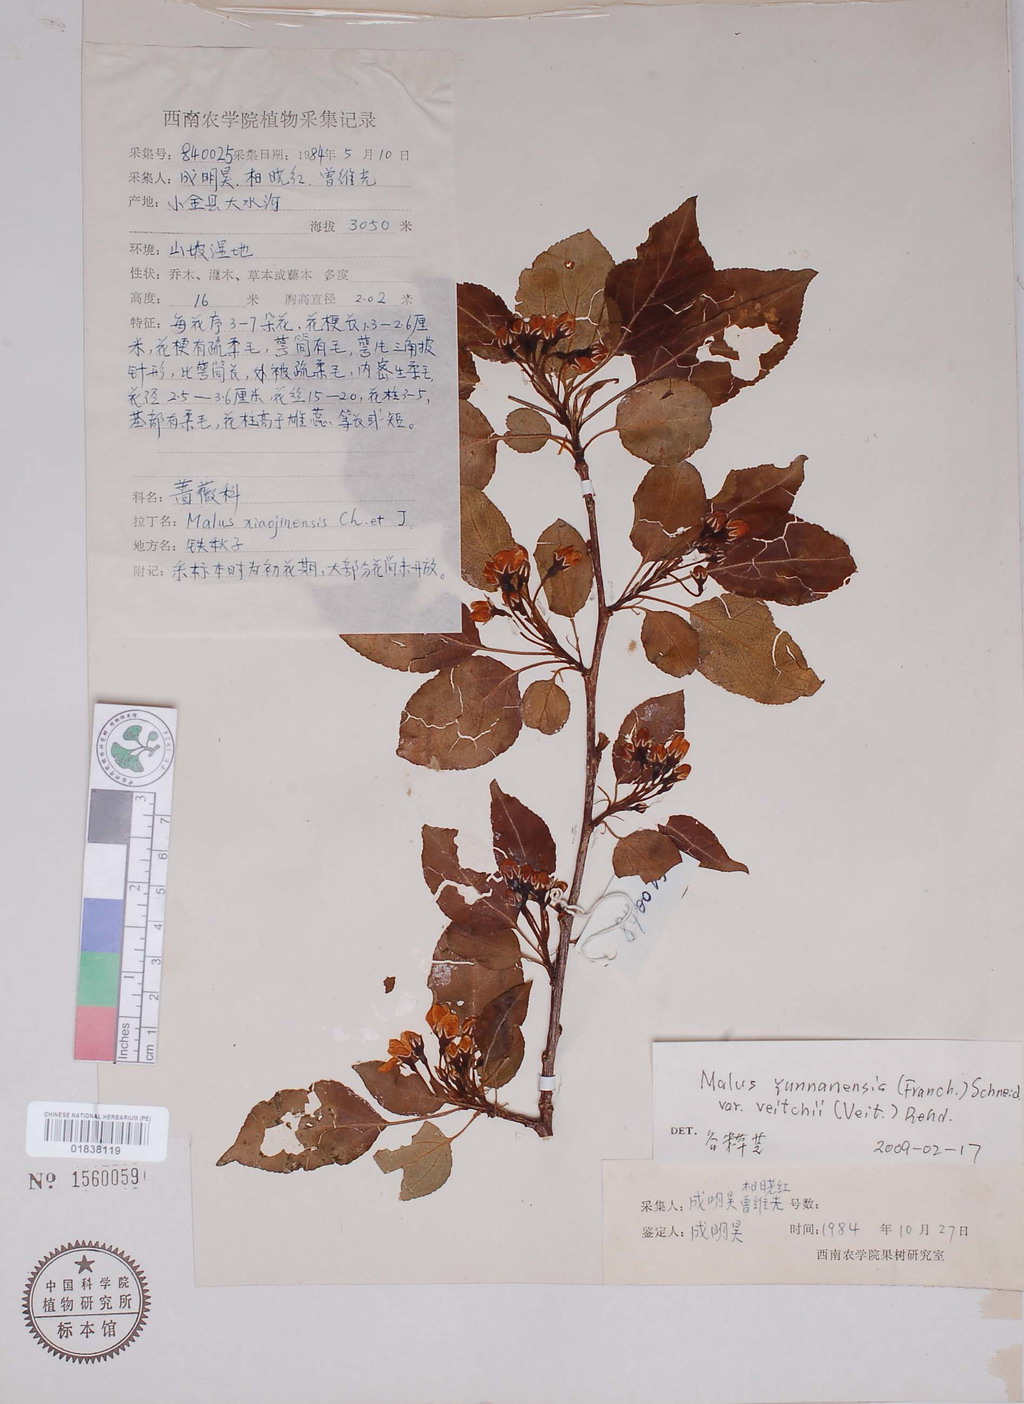 西南农学院植物采集记录
采集号: 840025 采集日期: 1984年 5 月 10 日
采集人: 成明昊、相晓红、曾维光
产地: 小金县大水沟
海拔 3050 米
环境: 山坡湿地
性状: 乔木、灌木、草本或藤本 多度
高度: 16 米 胸高直径 2.02 米
特征: 每花序3-7朵花,花梗长1.3-2.6厘
米,花梗有疏柔毛,萼筒有毛,萼片三角披
针形,比萼筒长,外被疏柔毛,内密生柔毛,
花径2.5-3.6厘米,花丝15-20,花柱3-5,
基部有柔毛,花柱高于雄蕊、等长或短。
科名: 蔷薇科
拉丁名: Malus xiaojinensis Ch. et J.
地方名: 铁秋子
附记: 采标本时为初花期,大部分花尚未开放。
Inches
1 2 3
cm 1 2 3 4 5 6 7
CHINESE NATIONAL HERBARIUM (PE)
01838119
No 1560059
中国科学院
植物研究所
标本馆
Malus yunnanensis (Franch.) Schneid.
var. veitchii (Veit.) Rehd.
DET. 谷粹芝
2009-02-17
采集人: 成明昊 相晓红 曾维光 号数:
鉴定人: 成明昊 时间: 1984 年 10 月 27 日
西南农学院果树研究室